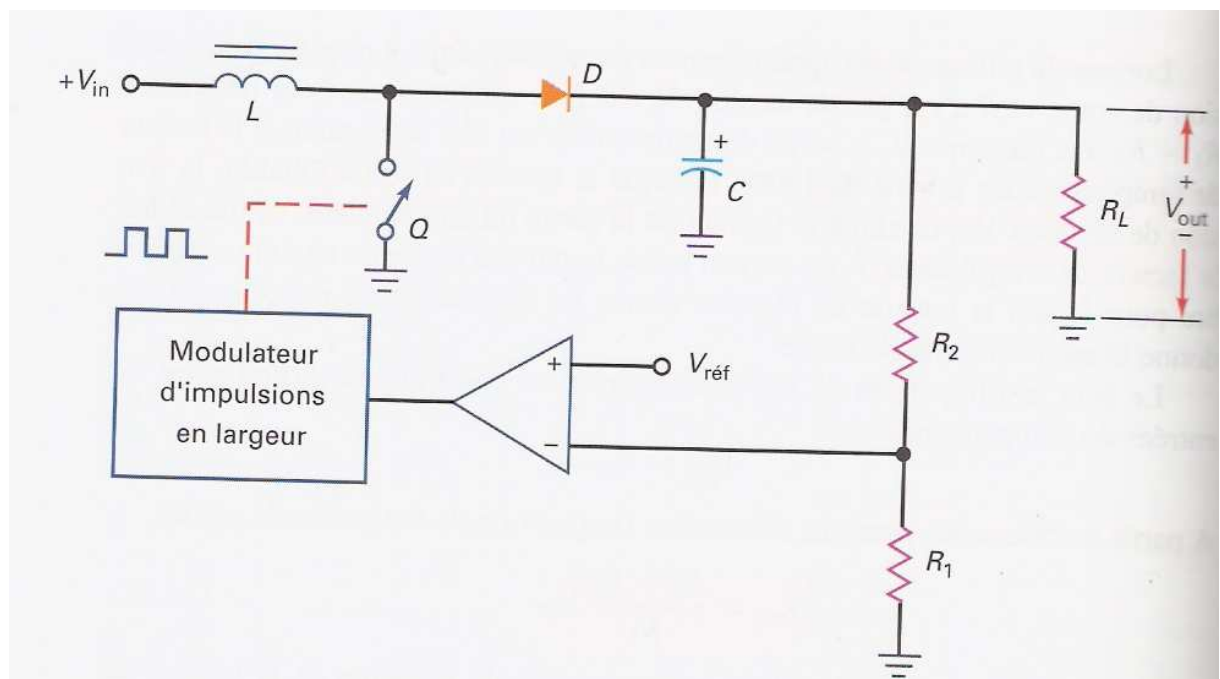 +Vin
L
D
+
C
Q
RL
+
Vout
−
R2
Modulateur
d'impulsions
en largeur
+
Vréf
−
R1